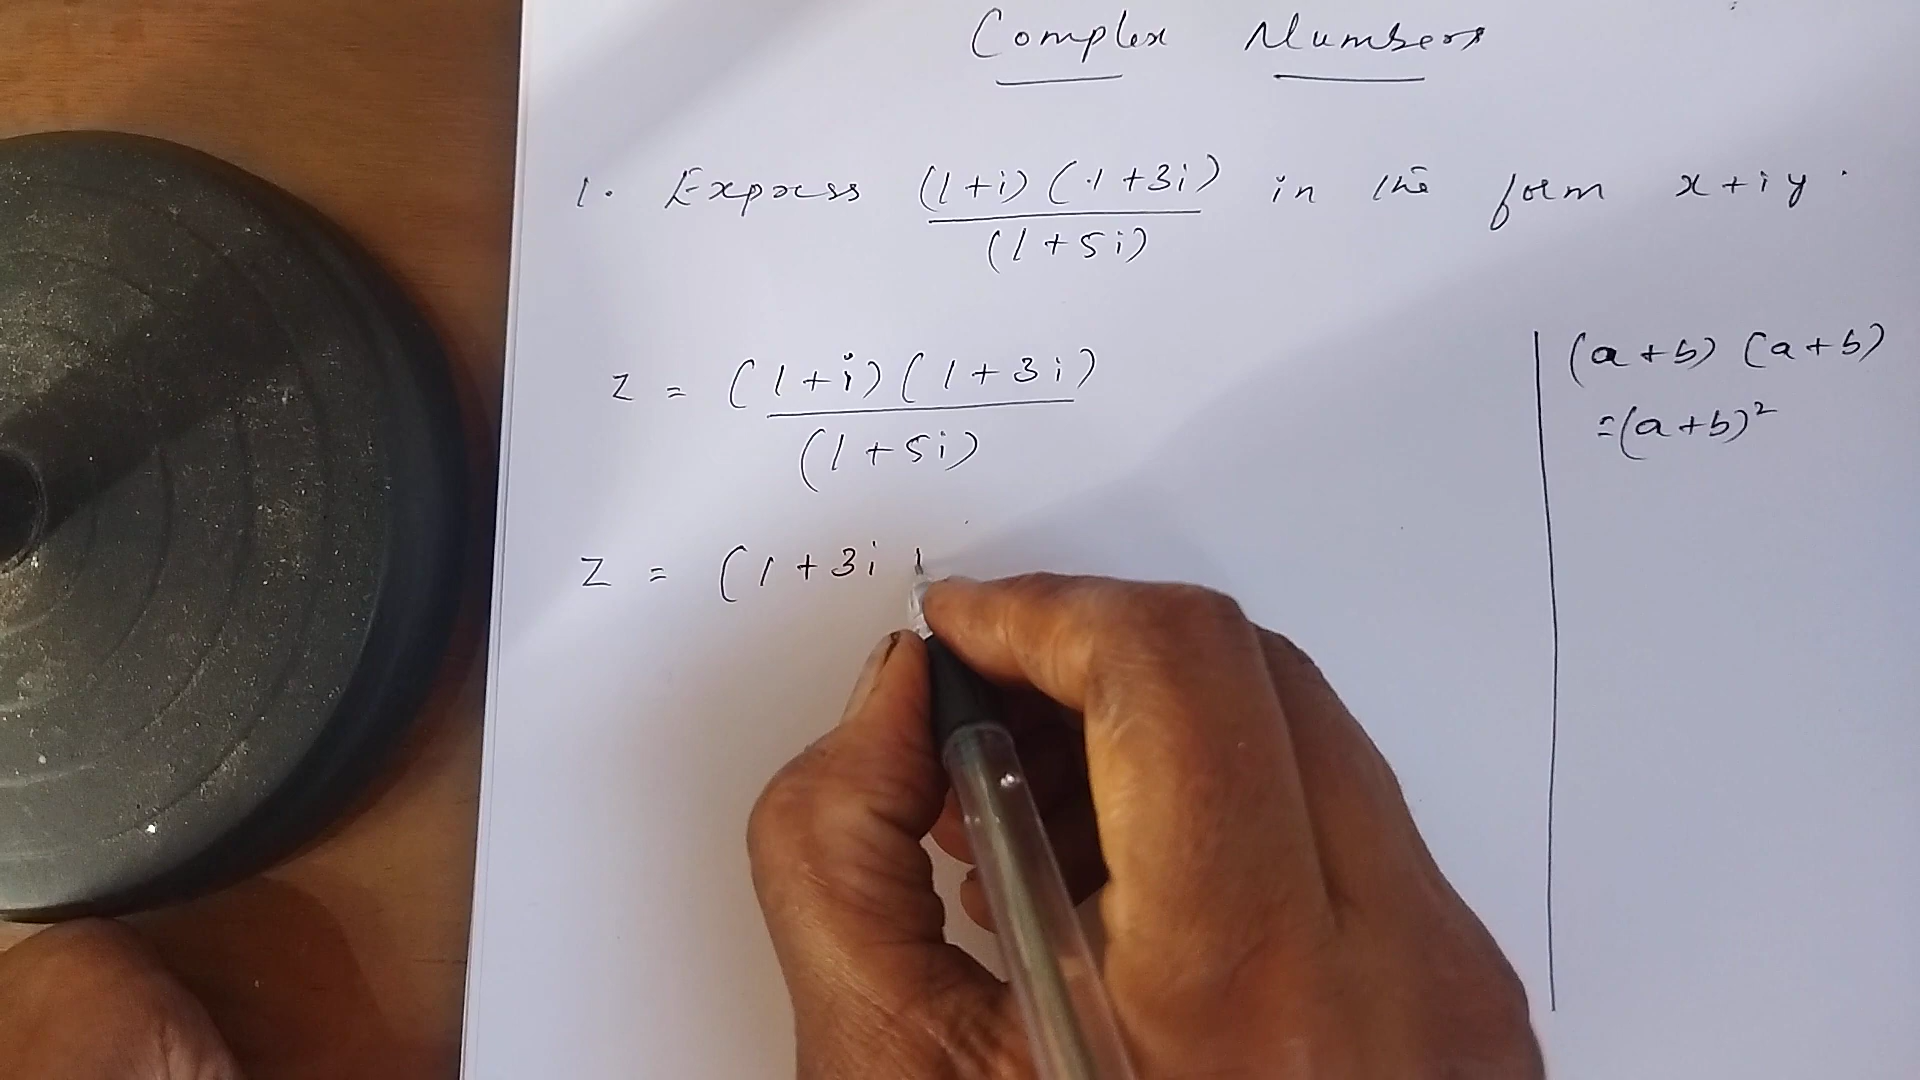 Complex Numbers
1. Express (1+i)(1+3i) in the form x+iy.
(1+5i)
z = (1+i)(1+3i)
(1+5i)
z = (1+3i +
(a+b)(a+b)
=(a+b)²